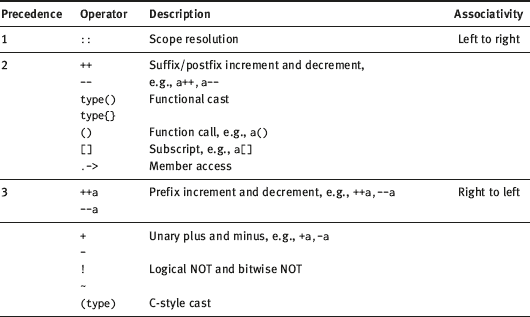 Precedence Operator Description Associativity
1 :: Scope resolution Left to right
2 ++ Suffix/postfix increment and decrement,
-- e.g., a++, a--
type() Functional cast
type{}
() Function call, e.g., a()
[] Subscript, e.g., a[]
.-> Member access
3 ++a Prefix increment and decrement, e.g., ++a, --a Right to left
--a
+ Unary plus and minus, e.g., +a, -a
-
! Logical NOT and bitwise NOT
~
(type) C-style cast